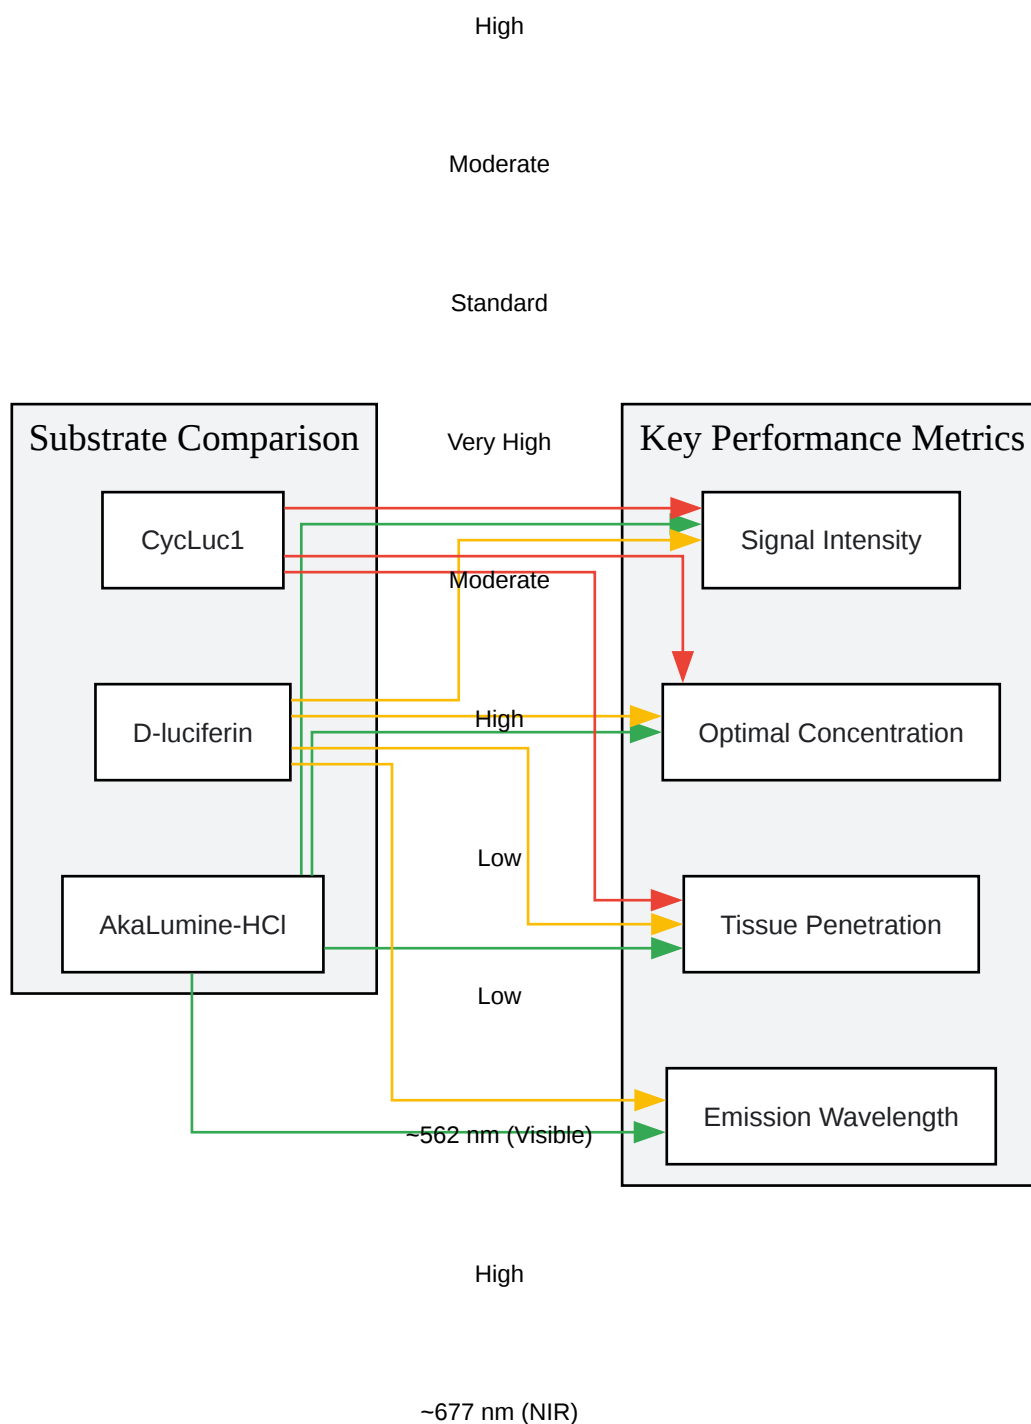 High
Moderate
Standard
Substrate Comparison
Very High
Key Performance Metrics
CycLuc1
Signal Intensity
Moderate
D-luciferin
High
Optimal Concentration
Low
AkaLumine-HCl
Tissue Penetration
Low
Emission Wavelength
~562 nm (Visible)
High
~677 nm (NIR)